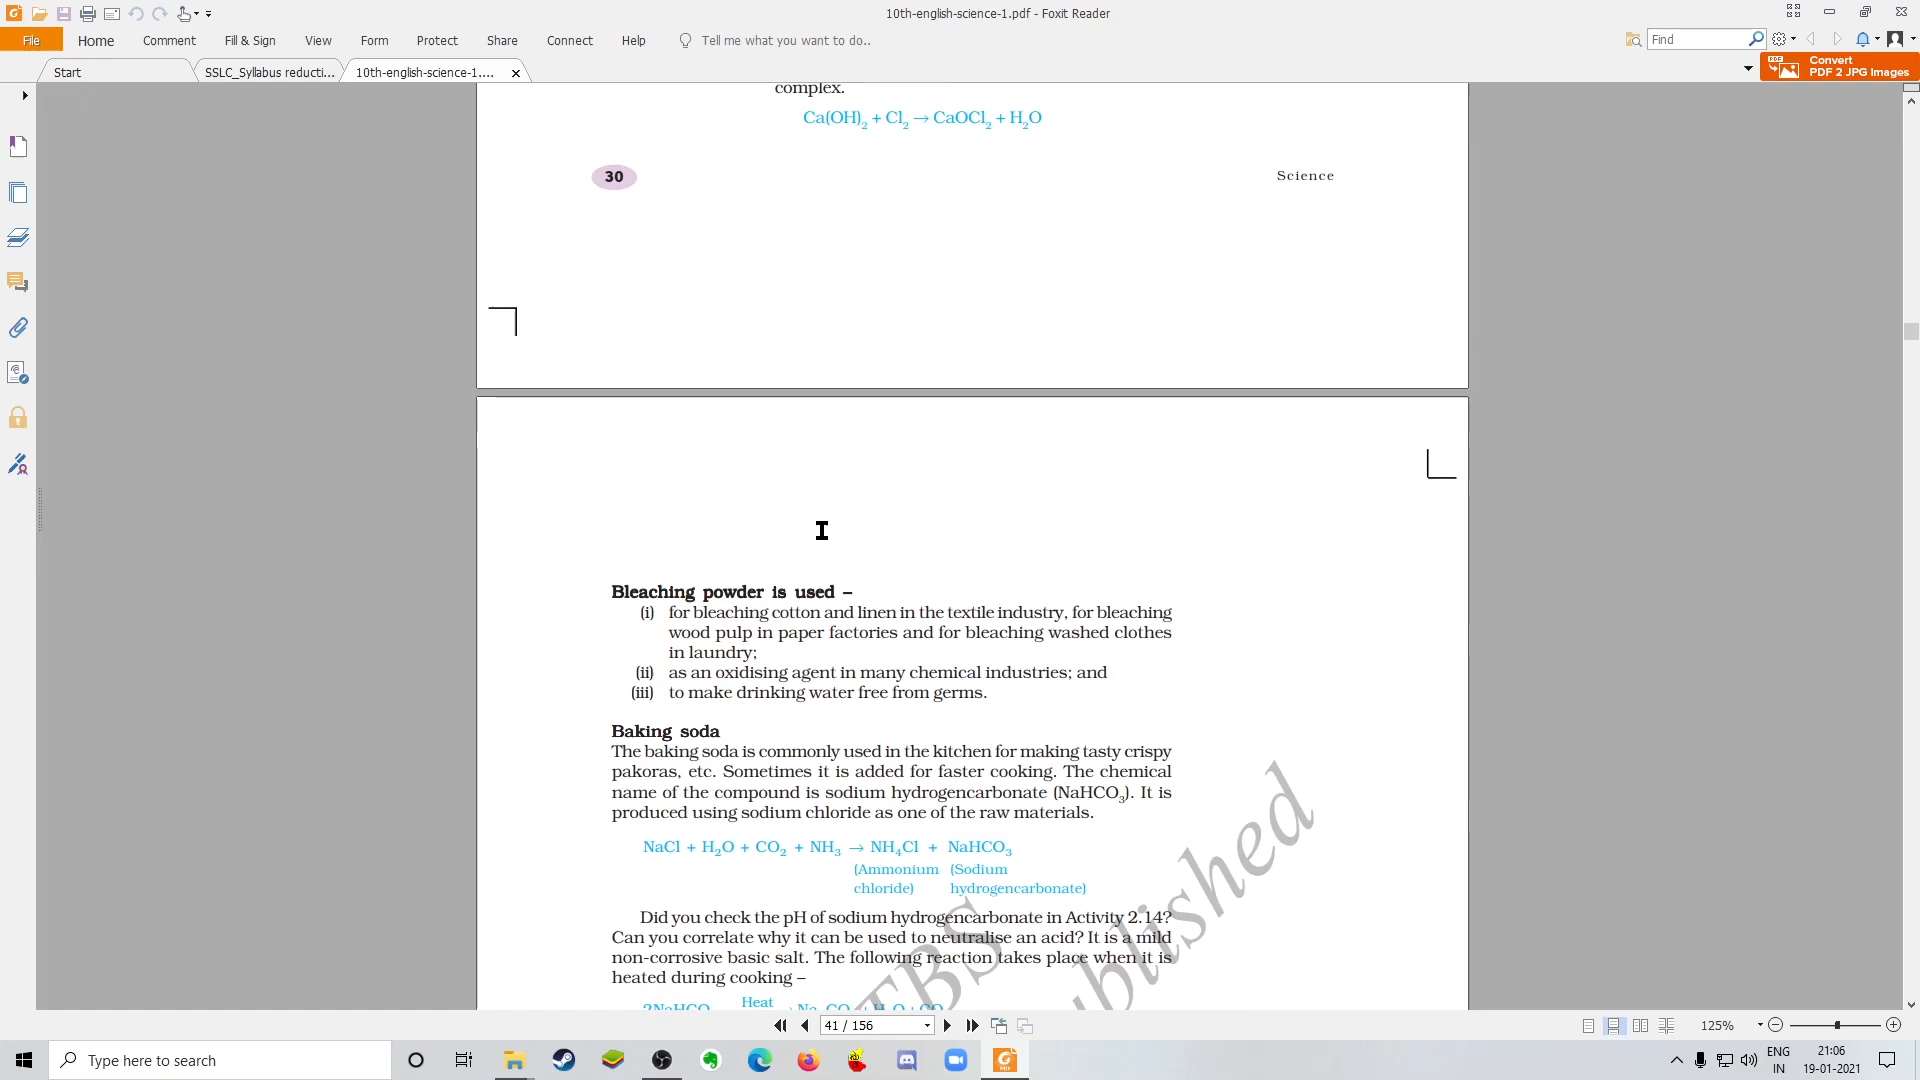 10th-english-science-1.pdf - Foxit Reader
File Home Comment Fill & Sign View Form Protect Share Connect Help Tell me what you want to do.. Find
Start SSLC_Syllabus reducti... 10th-english-science-1.... Convert
PDF 2 JPG Images
complex.
Ca(OH)₂ + Cl₂ → CaOCl₂ + H₂O
30 Science
Bleaching powder is used –
(i) for bleaching cotton and linen in the textile industry, for bleaching
wood pulp in paper factories and for bleaching washed clothes
in laundry;
(ii) as an oxidising agent in many chemical industries; and
(iii) to make drinking water free from germs.
Baking soda
The baking soda is commonly used in the kitchen for making tasty crispy
pakoras, etc. Sometimes it is added for faster cooking. The chemical
name of the compound is sodium hydrogencarbonate (NaHCO₃). It is
produced using sodium chloride as one of the raw materials.
NaCl + H₂O + CO₂ + NH₃ → NH₄Cl + NaHCO₃
(Ammonium (Sodium
chloride) hydrogencarbonate)
Did you check the pH of sodium hydrogencarbonate in Activity 2.14?
Can you correlate why it can be used to neutralise an acid? It is a mild
non-corrosive basic salt. The following reaction takes place when it is
heated during cooking –
Heat
41 / 156 125%
Type here to search ENG 21:06
IN 19-01-2021